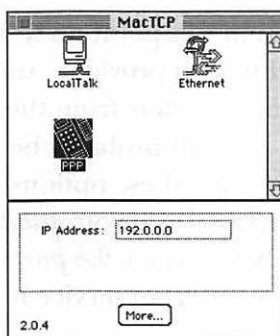 MacTCP
LocalTalk
Ethernet
PPP
IP Address: 192.0.0.0
More...
2.0.4